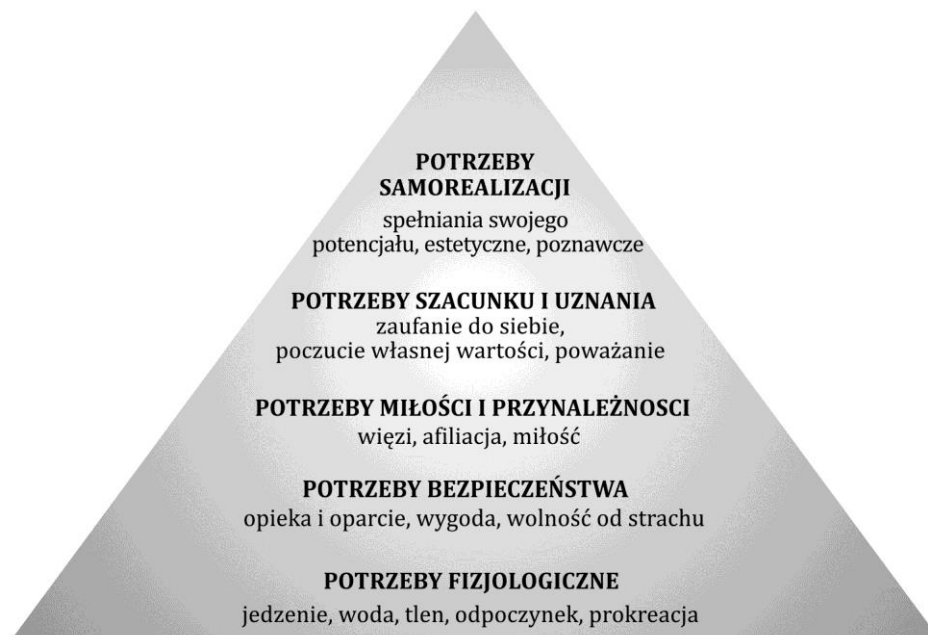 POTRZEBY
SAMOREALIZACJI
spełniania swojego
potencjału, estetyczne, poznawcze
POTRZEBY SZACUNKU I UZNANIA
zaufanie do siebie,
poczucie własnej wartości, poważanie
POTRZEBY MIŁOŚCI I PRZYNALEŻNOSCI
więzi, afiliacja, miłość
POTRZEBY BEZPIECZEŃSTWA
opieka i oparcie, wygoda, wolność od strachu
POTRZEBY FIZJOLOGICZNE
jedzenie, woda, tlen, odpoczynek, prokreacja